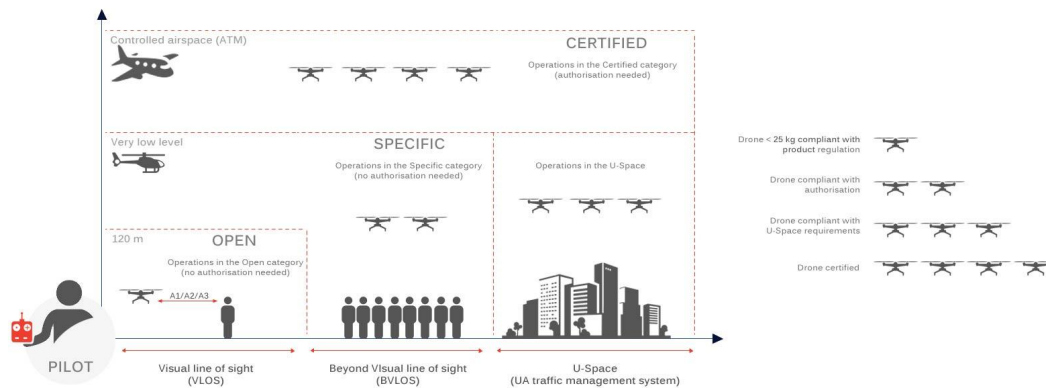 Controlled airspace (ATM)
CERTIFIED
Operations in the Certified category
(authorisation needed)
Very low level
SPECIFIC
Operations in the Specific category
(no authorisation needed)
Operations in the U-Space
120 m
OPEN
Operations in the Open category
(no authorisation needed)
A1/A2/A3
PILOT
Visual line of sight
(VLOS)
Beyond VIsual line of sight
(BVLOS)
U-Space
(UA traffic management system)
Drone < 25 kg compliant with
product regulation
Drone compliant with
authorisation
Drone compliant with
U-Space requirements
Drone certified